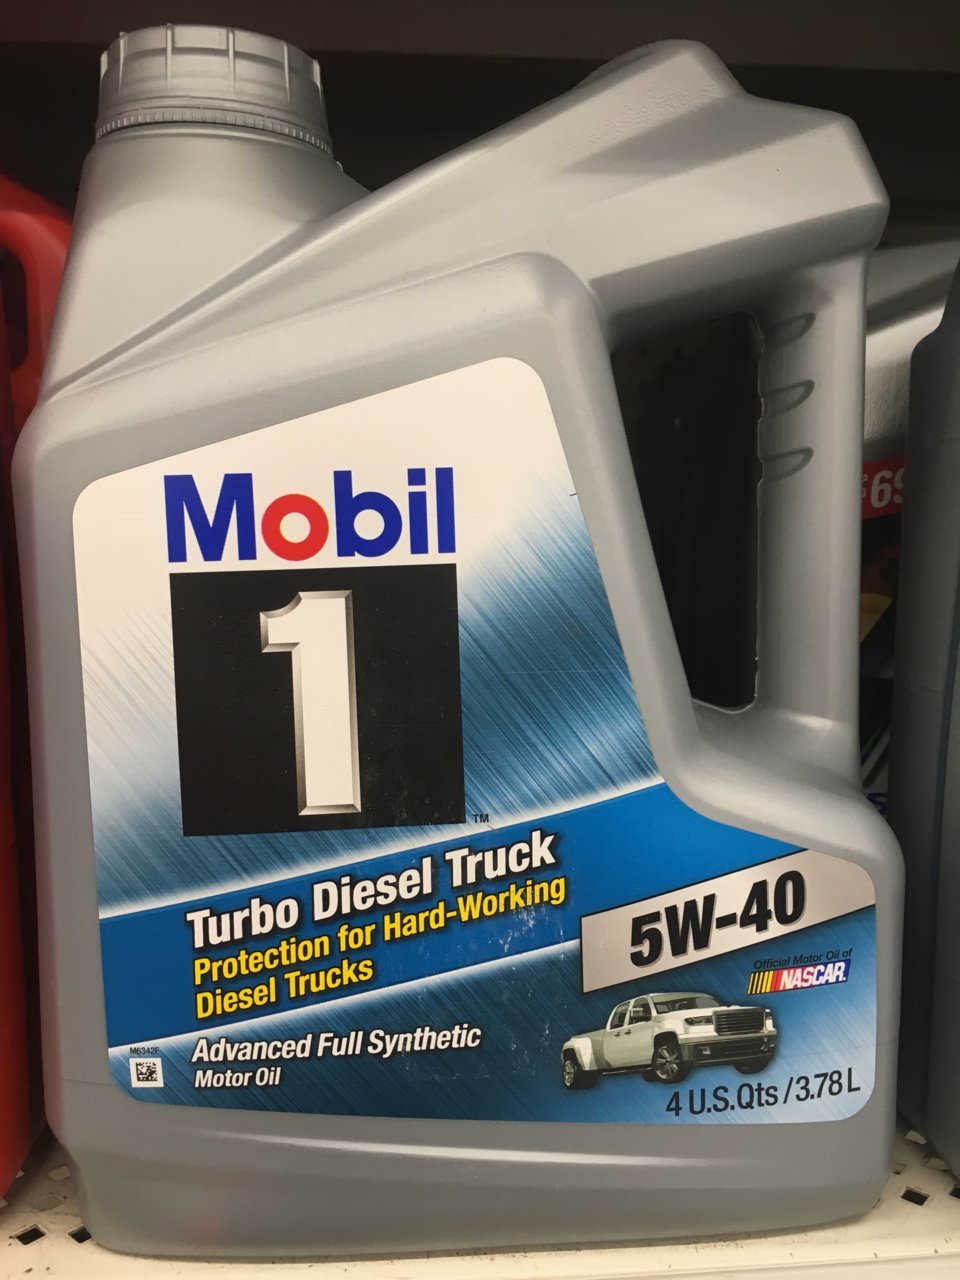 Mobil
1
TM
Turbo Diesel Truck
Protection for Hard-Working
Diesel Trucks
Advanced Full Synthetic
Motor Oil
M6342F
5W-40
Official Motor Oil of
NASCAR
4 U.S.Qts / 3.78 L